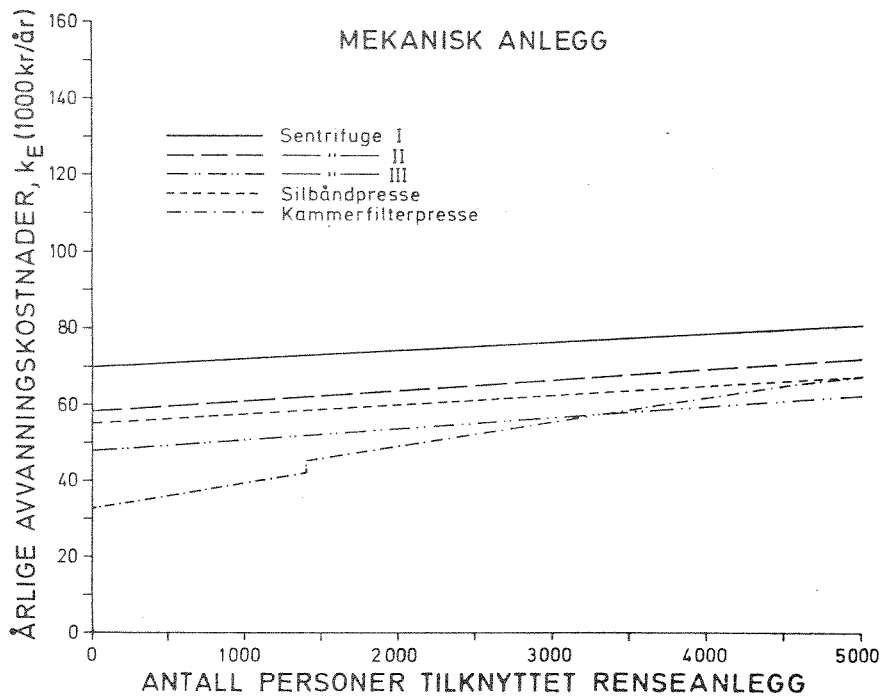 MEKANISK ANLEGG
ÅRLIGE AVVANNINGSKOSTNADER, kE (1000kr/år)
160
140
120
100
80
60
40
20
0
Sentrifuge I
—— " —— II
—— " —— III
Silbåndpresse
Kammerfilterpresse
0 1000 2000 3000 4000 5000
ANTALL PERSONER TILKNYTTET RENSEANLEGG